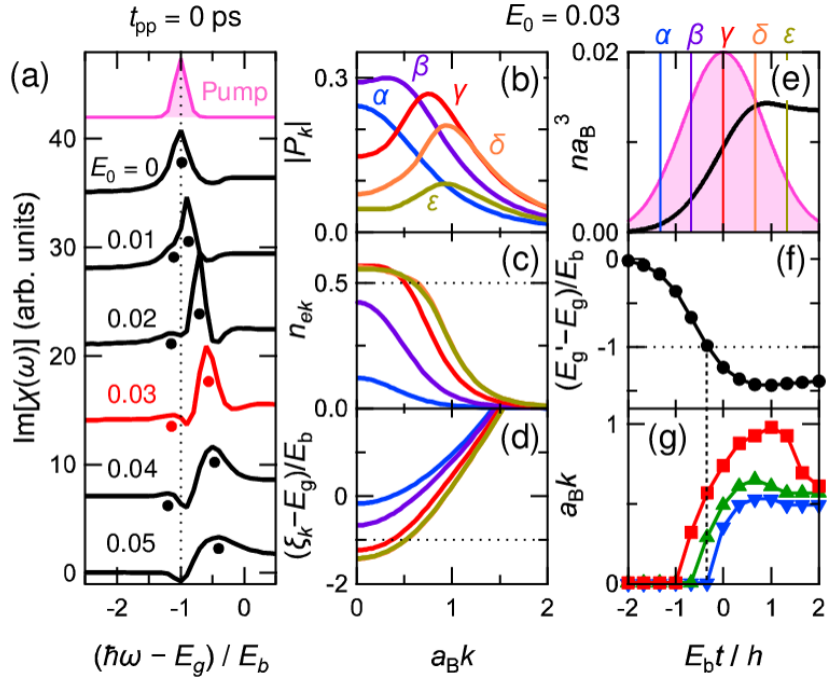 t_pp = 0 ps
E_0 = 0.03
(a)
Pump
E_0 = 0
0.01
0.02
0.03
0.04
0.05
Im[χ(ω)] (arb. units)
40
30
20
10
0
-2 -1 0
(ħω − E_g) / E_b
(b)
α
β
γ
δ
ε
|P_k|
0.3
0.0
(c)
n_ek
0.5
0.0
(d)
(ξ_k-E_g)/E_b
0
-2
0 1 2
a_B k
α β γ δ ε
(e)
na_B^3
0.02
0.00
(f)
(E_g'-E_g)/E_b
0
-1
(g)
a_B k
1
0
-2 -1 0 1 2
E_b t / h